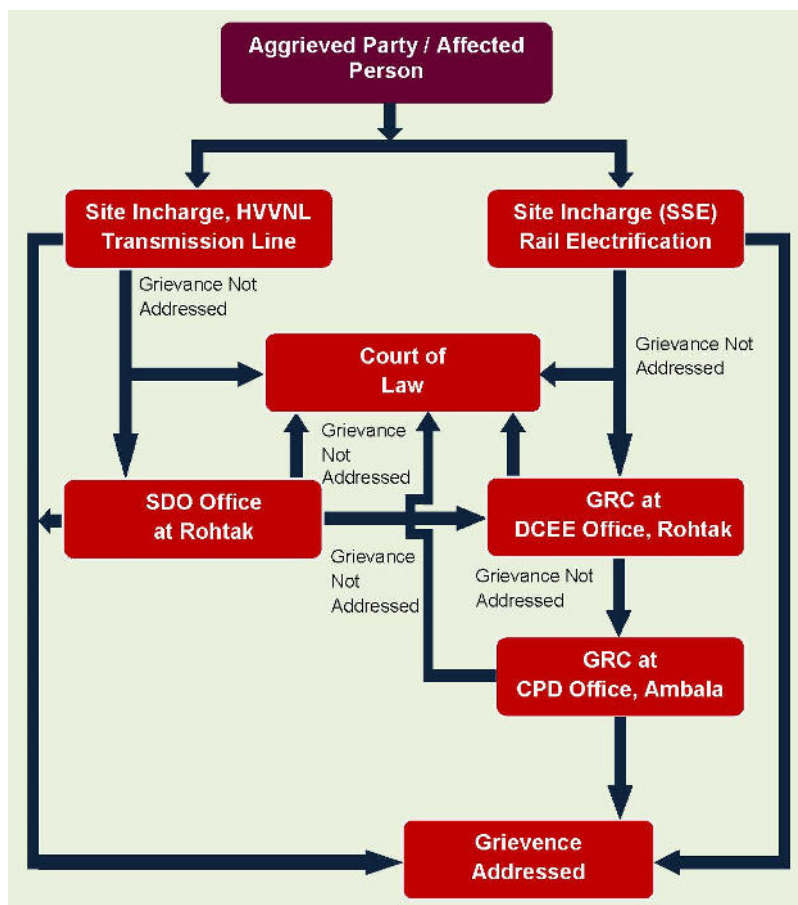 Aggrieved Party / Affected
Person
Site Incharge, HVVNL
Transmission Line
Site Incharge (SSE)
Rail Electrification
Grievance Not
Addressed
Grievance Not
Addressed
Court of
Law
Grievance
Not
Addressed
SDO Office
at Rohtak
GRC at
DCEE Office, Rohtak
Grievance
Not
Addressed
Grievance Not
Addressed
GRC at
CPD Office, Ambala
Grievence
Addressed